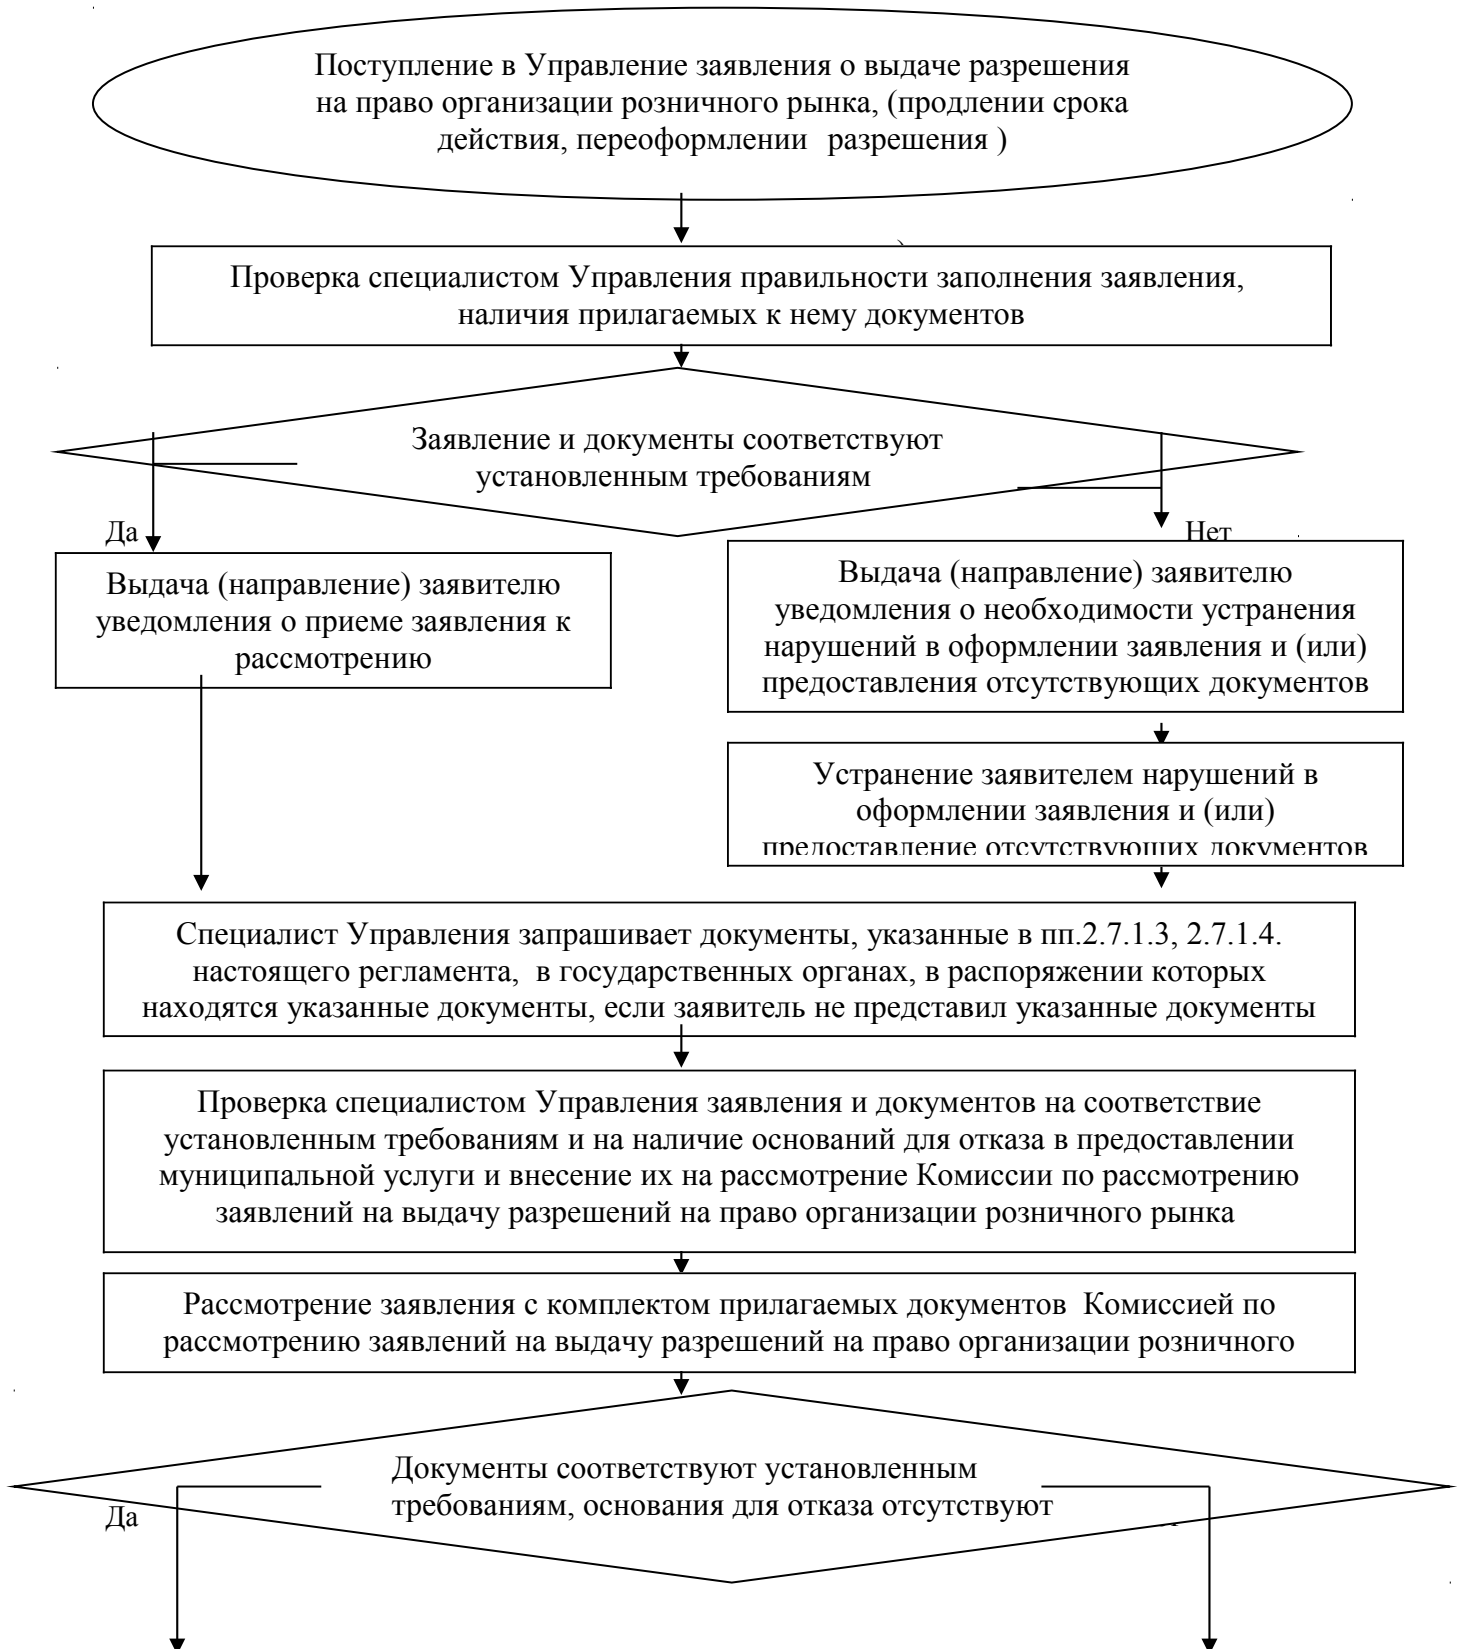 Поступление в Управление заявления о выдаче разрешения
на право организации розничного рынка, (продлении срока
действия, переоформлении разрешения )
Проверка специалистом Управления правильности заполнения заявления,
наличия прилагаемых к нему документов
Заявление и документы соответствуют
установленным требованиям
Да
Нет
Выдача (направление) заявителю
уведомления о приеме заявления к
рассмотрению
Выдача (направление) заявителю
уведомления о необходимости устранения
нарушений в оформлении заявления и (или)
предоставления отсутствующих документов
Устранение заявителем нарушений в
оформлении заявления и (или)
предоставление отсутствующих документов
Специалист Управления запрашивает документы, указанные в пп.2.7.1.3, 2.7.1.4.
настоящего регламента, в государственных органах, в распоряжении которых
находятся указанные документы, если заявитель не представил указанные документы
Проверка специалистом Управления заявления и документов на соответствие
установленным требованиям и на наличие оснований для отказа в предоставлении
муниципальной услуги и внесение их на рассмотрение Комиссии по рассмотрению
заявлений на выдачу разрешений на право организации розничного рынка
Рассмотрение заявления с комплектом прилагаемых документов Комиссией по
рассмотрению заявлений на выдачу разрешений на право организации розничного
Документы соответствуют установленным
требованиям, основания для отказа отсутствуют
Да